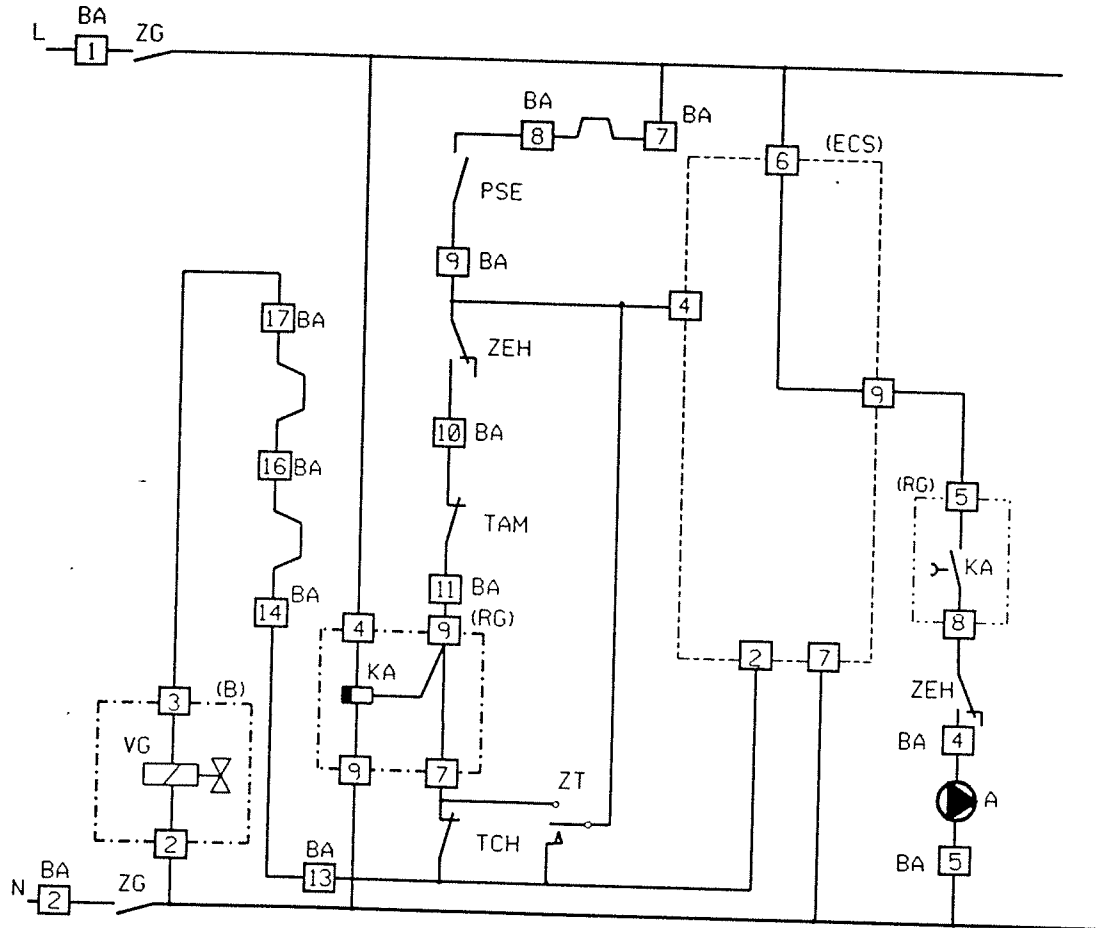 BA
L 1 ZG
BA
8 7 BA
6 (ECS)
PSE
9 BA
4
17 BA
ZEH
9
10 BA
16 BA
(RG) 5
TAM
KA
11 BA
14 BA
4 9 (RG)
8
KA
2 7
3 (B)
ZEH
BA 4
VG
9 7
ZT
A
TCH
2
BA
13
BA 5
BA
N 2 ZG